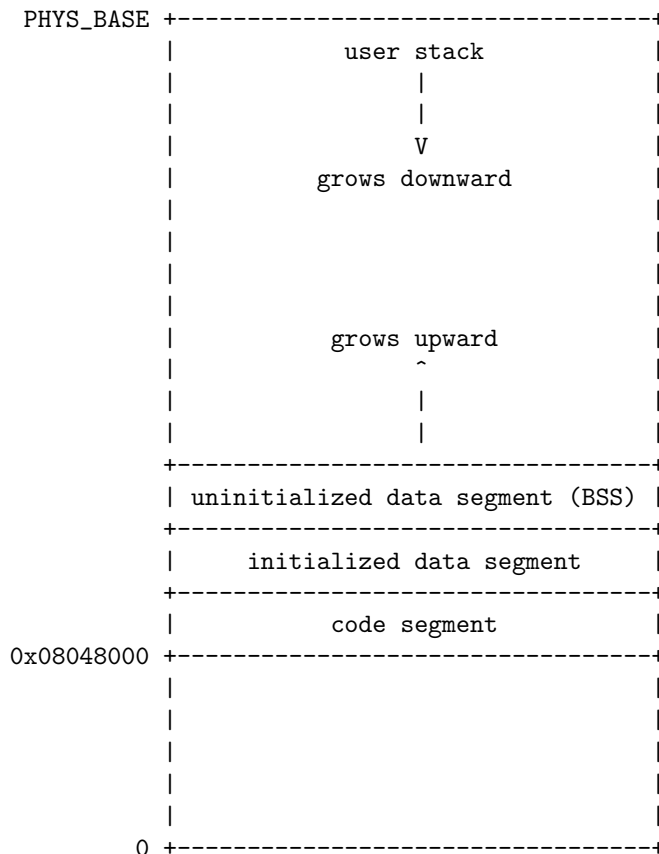 PHYS_BASE +----------------------------------+
|            user stack            |
|                 |                |
|                 |                |
|                 V                |
|          grows downward          |
|                                  |
|                                  |
|                                  |
|                                  |
|           grows upward           |
|                 ^                |
|                 |                |
|                 |                |
+----------------------------------+
| uninitialized data segment (BSS) |
+----------------------------------+
|     initialized data segment     |
+----------------------------------+
|           code segment           |
0x08048000 +----------------------------------+
|                                  |
|                                  |
|                                  |
|                                  |
|                                  |
0 +----------------------------------+